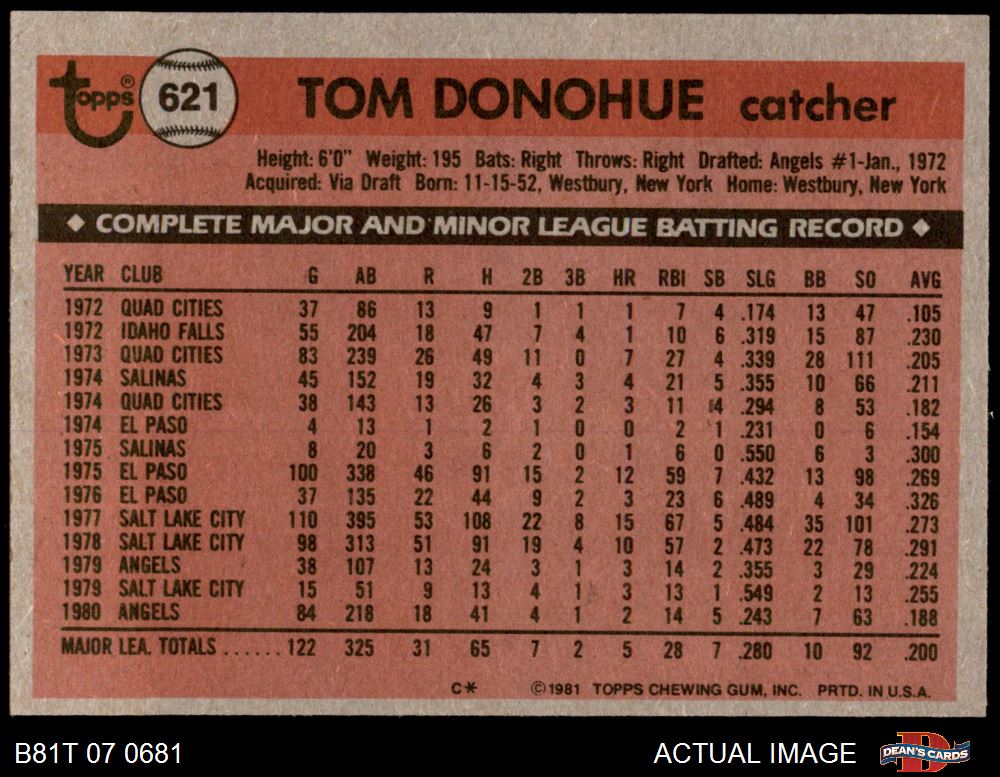 topps® 621 TOM DONOHUE catcher
Height: 6'0" Weight: 195 Bats: Right Throws: Right Drafted: Angels #1-Jan., 1972
Acquired: Via Draft Born: 11-15-52, Westbury, New York Home: Westbury, New York
COMPLETE MAJOR AND MINOR LEAGUE BATTING RECORD
YEAR CLUB G AB R H 2B 3B HR RBI SB SLG BB SO AVG
1972 QUAD CITIES 37 86 13 9 1 1 1 7 4 .174 13 47 .105
1972 IDAHO FALLS 55 204 18 47 7 4 1 10 6 .319 15 87 .230
1973 QUAD CITIES 83 239 26 49 11 0 7 27 4 .339 28 111 .205
1974 SALINAS 45 152 19 32 4 3 4 21 5 .355 10 66 .211
1974 QUAD CITIES 38 143 13 26 3 2 3 11 4 .294 8 53 .182
1974 EL PASO 4 13 1 2 1 0 0 2 1 .231 0 6 .154
1975 SALINAS 8 20 3 6 2 0 1 6 0 .550 6 3 .300
1975 EL PASO 100 338 46 91 15 2 12 59 7 .432 13 98 .269
1976 EL PASO 37 135 22 44 9 2 3 23 6 .489 4 34 .326
1977 SALT LAKE CITY 110 395 53 108 22 8 15 67 5 .484 35 101 .273
1978 SALT LAKE CITY 98 313 51 91 19 4 10 57 2 .473 22 78 .291
1979 ANGELS 38 107 13 24 3 1 3 14 2 .355 3 29 .224
1979 SALT LAKE CITY 15 51 9 13 4 1 3 13 1 .549 2 13 .255
1980 ANGELS 84 218 18 41 4 1 2 14 5 .243 7 63 .188
MAJOR LEA. TOTALS ...... 122 325 31 65 7 2 5 28 7 .280 10 92 .200
C* ©1981 TOPPS CHEWING GUM, INC. PRTD. IN U.S.A.
B81T 07 0681 ACTUAL IMAGE DEAN'S CARDS